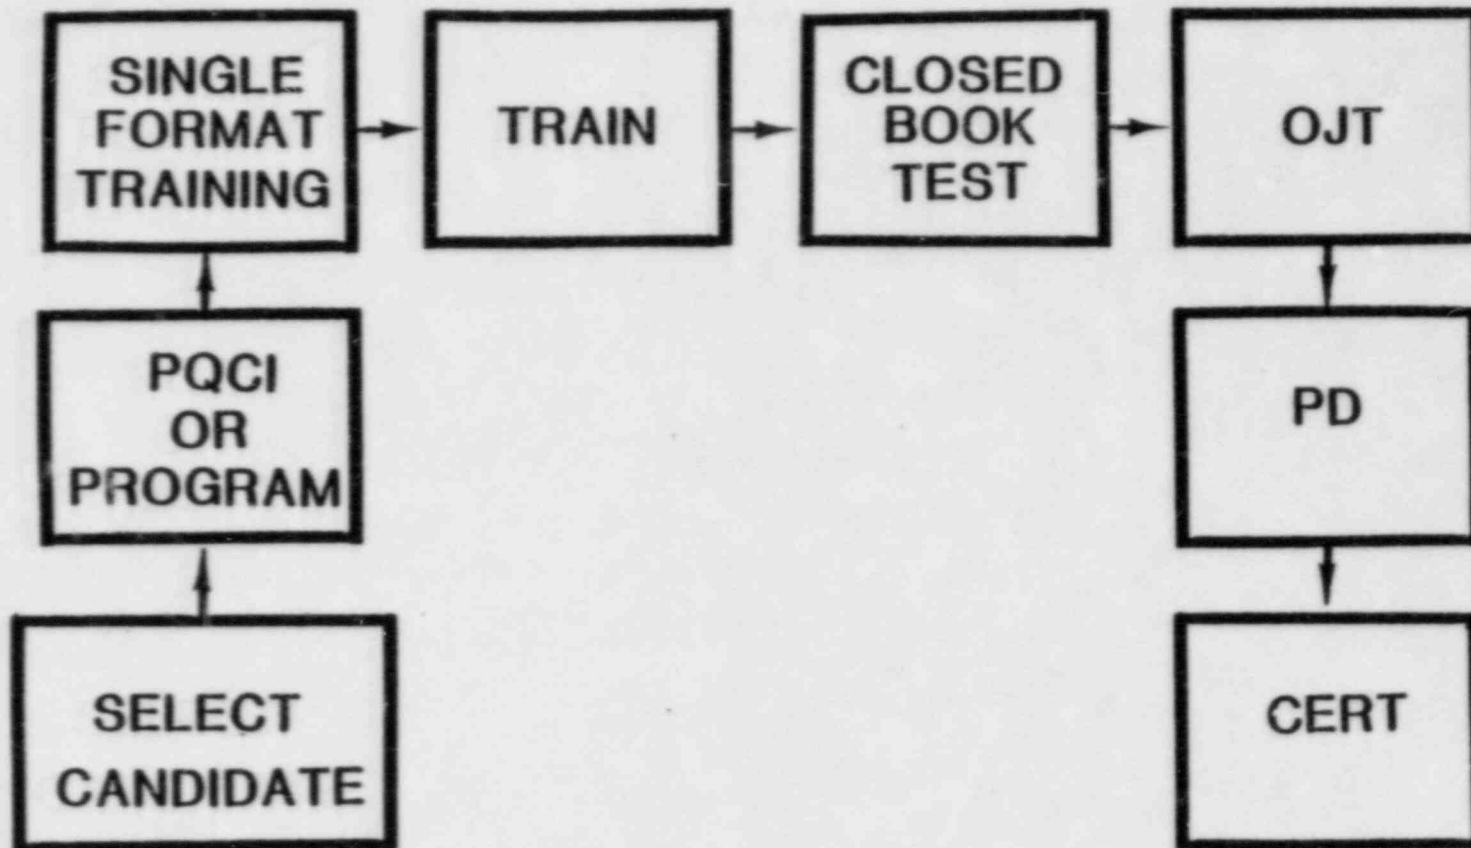 SINGLE
FORMAT
TRAINING
TRAIN
CLOSED
BOOK
TEST
OJT
PQCI
OR
PROGRAM
PD
SELECT
CANDIDATE
CERT